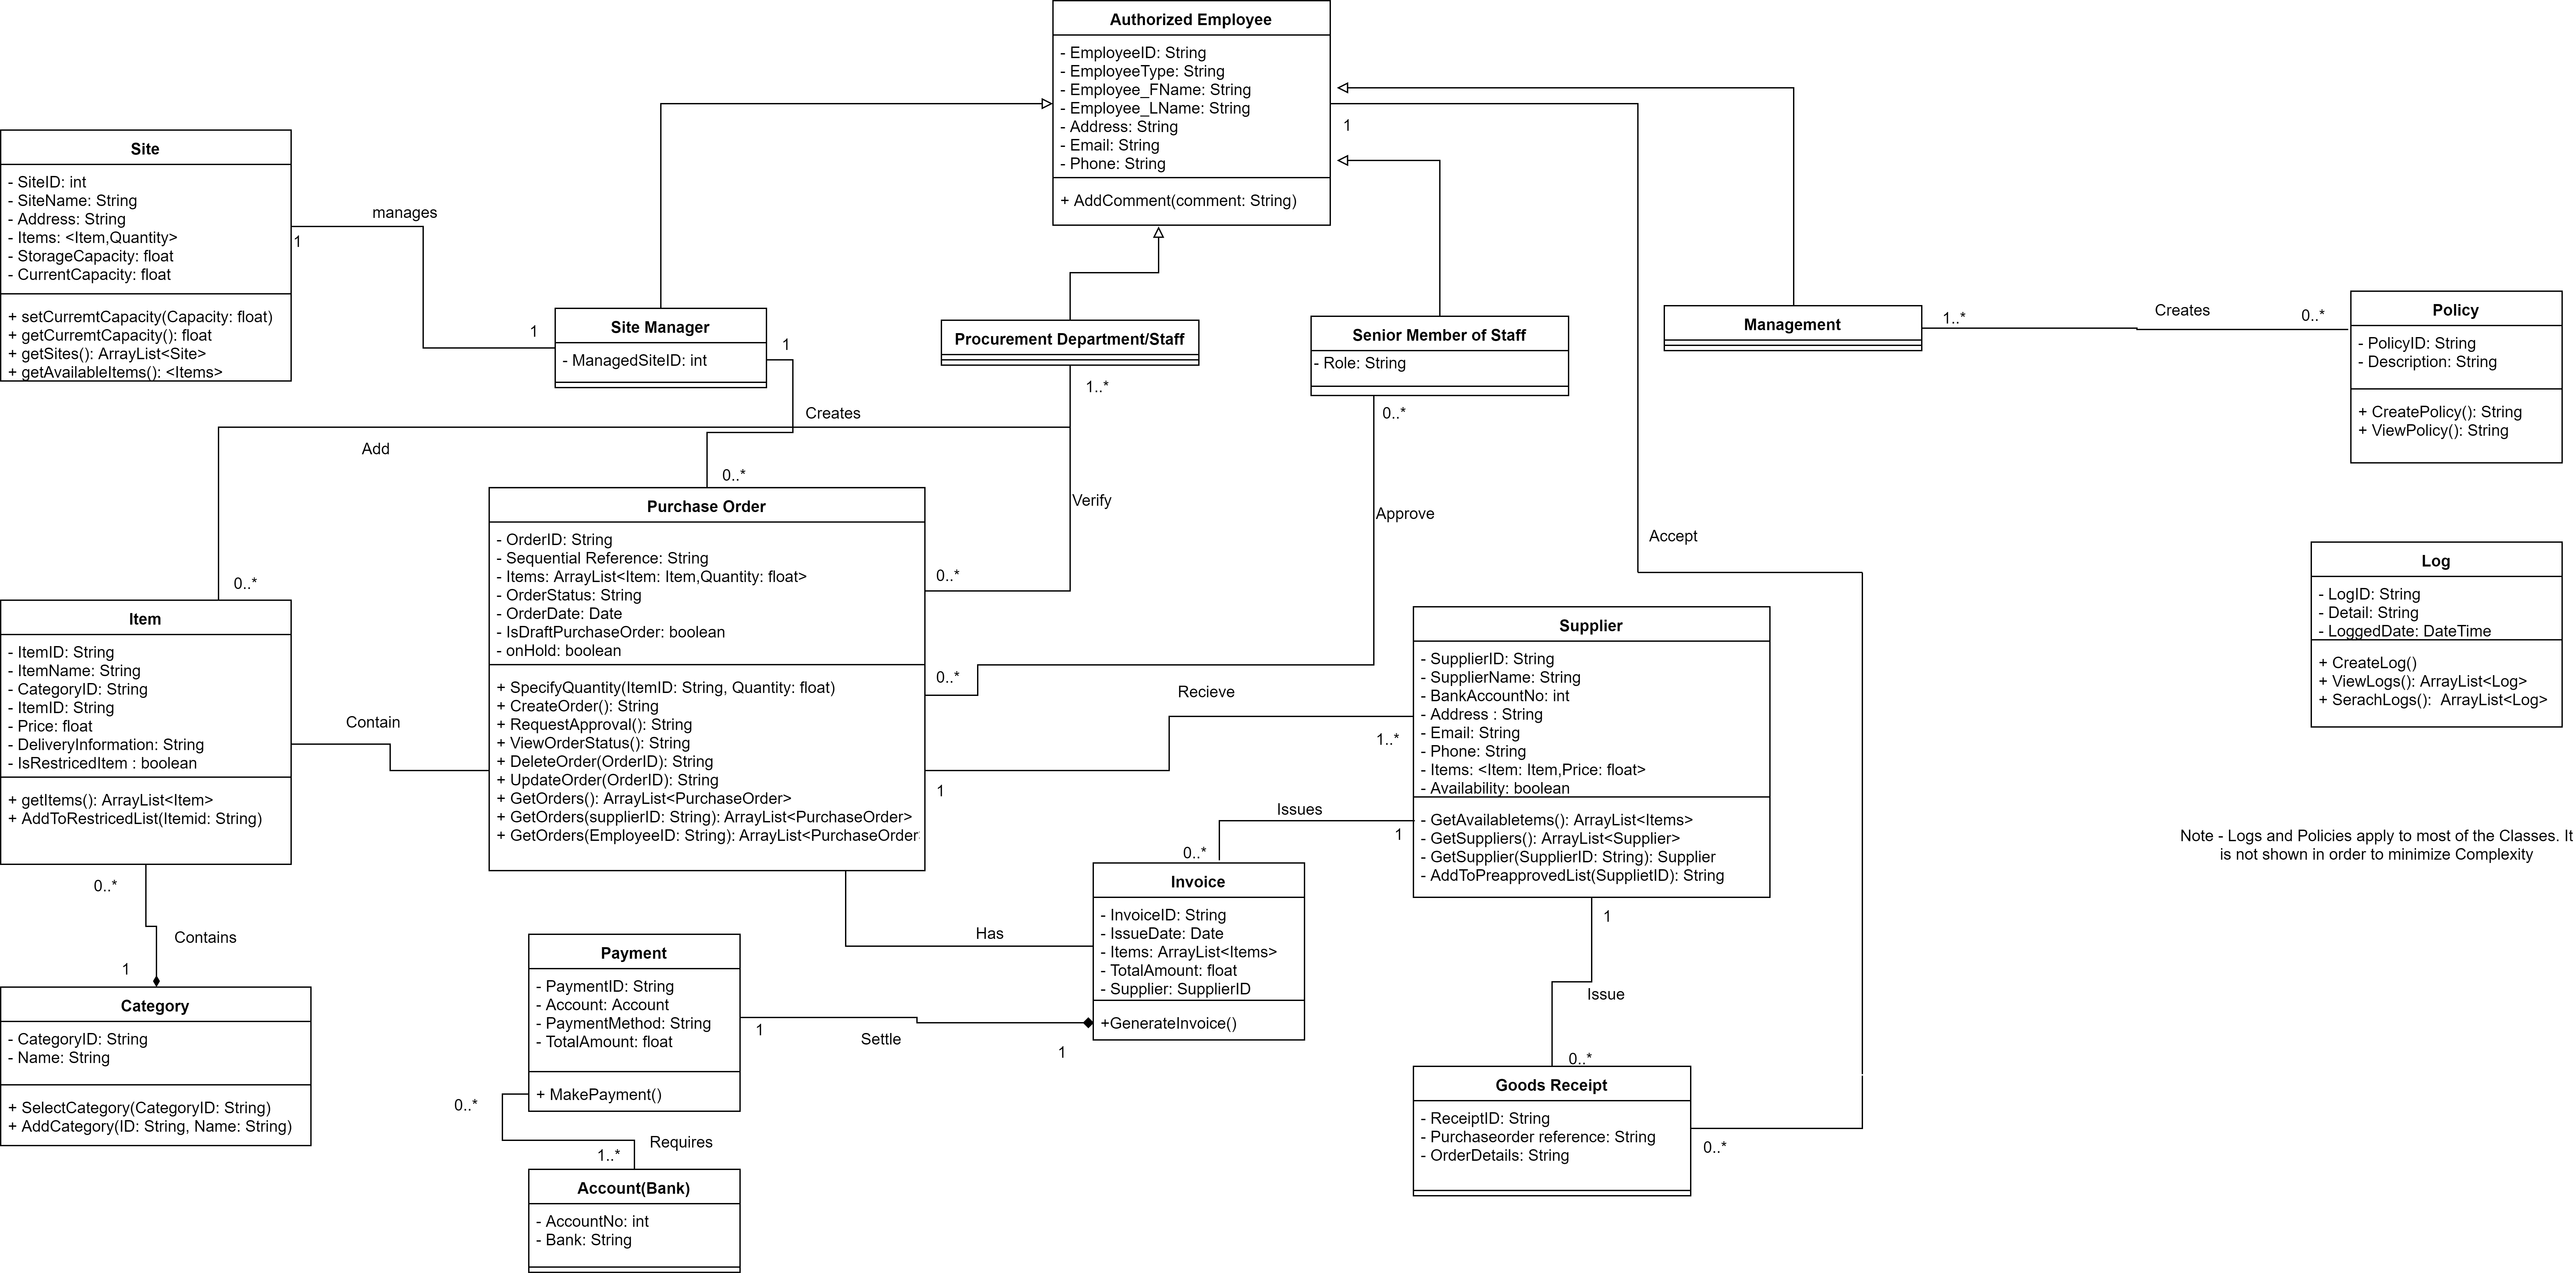 Authorized Employee
- EmployeeID: String
- EmployeeType: String
- Employee_FName: String
- Employee_LName: String
- Address: String
- Email: String
- Phone: String
+ AddComment(comment: String)
1
Site
- SiteID: int
- SiteName: String
- Address: String
- Items: <Item,Quantity>
- StorageCapacity: float
- CurrentCapacity: float
+ setCurremtCapacity(Capacity: float)
+ getCurremtCapacity(): float
+ getSites(): ArrayList<Site>
+ getAvailableItems(): <Items>
manages
1
1
Site Manager
- ManagedSiteID: int
1
Procurement Department/Staff
1..*
Senior Member of Staff
- Role: String
0..*
Management
1..*
Creates
0..*
Policy
- PolicyID: String
- Description: String
+ CreatePolicy(): String
+ ViewPolicy(): String
Creates
Add
0..*
Verify
Approve
Accept
0..*
Purchase Order
- OrderID: String
- Sequential Reference: String
- Items: ArrayList<Item: Item,Quantity: float>
- OrderStatus: String
- OrderDate: Date
- IsDraftPurchaseOrder: boolean
- onHold: boolean
+ SpecifyQuantity(ItemID: String, Quantity: float)
+ CreateOrder(): String
+ RequestApproval(): String
+ ViewOrderStatus(): String
+ DeleteOrder(OrderID): String
+ UpdateOrder(OrderID): String
+ GetOrders(): ArrayList<PurchaseOrder>
+ GetOrders(supplierID: String): ArrayList<PurchaseOrder>
+ GetOrders(EmployeeID: String): ArrayList<PurchaseOrder
0..*
0..*
Recieve
1..*
1
Log
- LogID: String
- Detail: String
- LoggedDate: DateTime
+ CreateLog()
+ ViewLogs(): ArrayList<Log>
+ SerachLogs():  ArrayList<Log>
Item
- ItemID: String
- ItemName: String
- CategoryID: String
- ItemID: String
- Price: float
- DeliveryInformation: String
- IsRestricedItem : boolean
+ getItems(): ArrayList<Item>
+ AddToRestricedList(Itemid: String)
Contain
Supplier
- SupplierID: String
- SupplierName: String
- BankAccountNo: int
- Address : String
- Email: String
- Phone: String
- Items: <Item: Item,Price: float>
- Availability: boolean
- GetAvailabletems(): ArrayList<Items>
- GetSuppliers(): ArrayList<Supplier>
- GetSupplier(SupplierID: String): Supplier
- AddToPreapprovedList(SupplietID): String
Issues
1
0..*
Note - Logs and Policies apply to most of the Classes. It
is not shown in order to minimize Complexity
0..*
Contains
1
Invoice
- InvoiceID: String
- IssueDate: Date
- Items: ArrayList<Items>
- TotalAmount: float
- Supplier: SupplierID
+GenerateInvoice()
Has
1
Issue
0..*
Category
- CategoryID: String
- Name: String
+ SelectCategory(CategoryID: String)
+ AddCategory(ID: String, Name: String)
Payment
- PaymentID: String
- Account: Account
- PaymentMethod: String
- TotalAmount: float
+ MakePayment()
1
Settle
1
Goods Receipt
- ReceiptID: String
- Purchaseorder reference: String
- OrderDetails: String
0..*
0..*
Requires
1..*
Account(Bank)
- AccountNo: int
- Bank: String